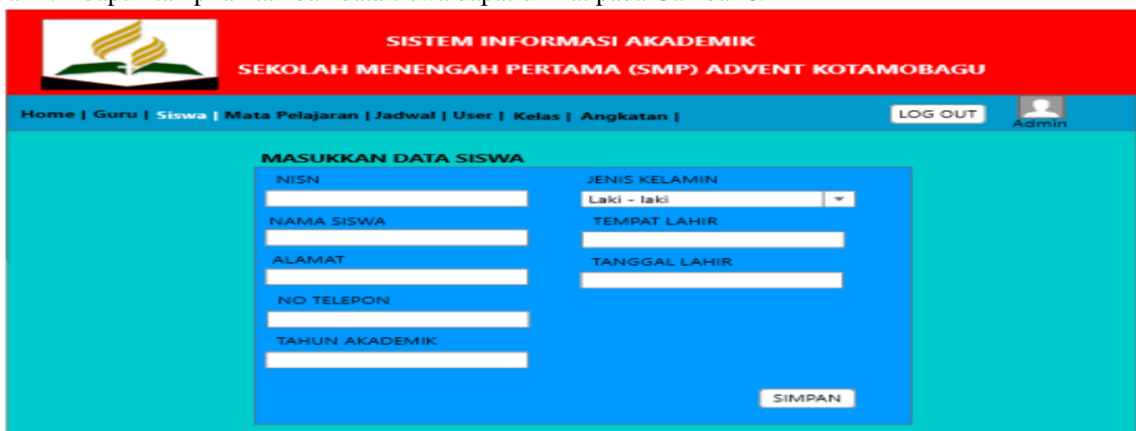 SISTEM INFORMASI AKADEMIK
SEKOLAH MENENGAH PERTAMA (SMP) ADVENT KOTAMOBAGU
Home | Guru | Siswa | Mata Pelajaran | Jadwal | User | Kelas | Angkatan |
LOG OUT
Admin
MASUKKAN DATA SISWA
NISN
JENIS KELAMIN
Laki - laki
NAMA SISWA
TEMPAT LAHIR
ALAMAT
TANGGAL LAHIR
NO TELEPON
TAHUN AKADEMIK
SIMPAN